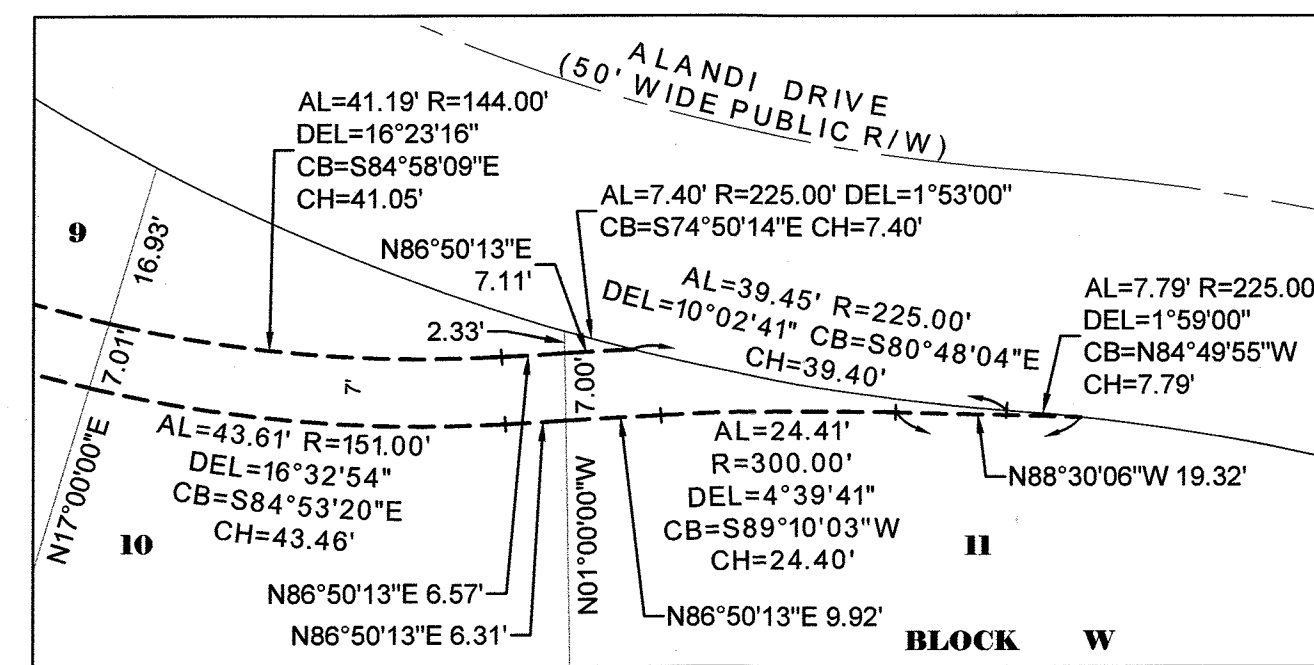 ALANDI DRIVE
(50' WIDE PUBLIC R/W)
AL=41.19' R=144.00'
DEL=16°23'16"
CB=S84°58'09"E
CH=41.05'
AL=7.40' R=225.00' DEL=1°53'00"
CB=S74°50'14"E CH=7.40'
9
16.93'
N86°50'13"E
7.11'
AL=39.45' R=225.00'
DEL=10°02'41" CB=S80°48'04"E
CH=39.40'
AL=7.79' R=225.00
DEL=1°59'00"
CB=N84°49'55"W
CH=7.79'
2.33'
7.01'
7'
7.00'
N17°00'00"E
AL=43.61' R=151.00'
DEL=16°32'54"
CB=S84°53'20"E
CH=43.46'
AL=24.41'
R=300.00'
DEL=4°39'41"
CB=S89°10'03"W
CH=24.40'
N88°30'06"W 19.32'
10
11
N01°00'00"W
N86°50'13"E 6.57'
N86°50'13"E 6.31'
N86°50'13"E 9.92'
BLOCK W